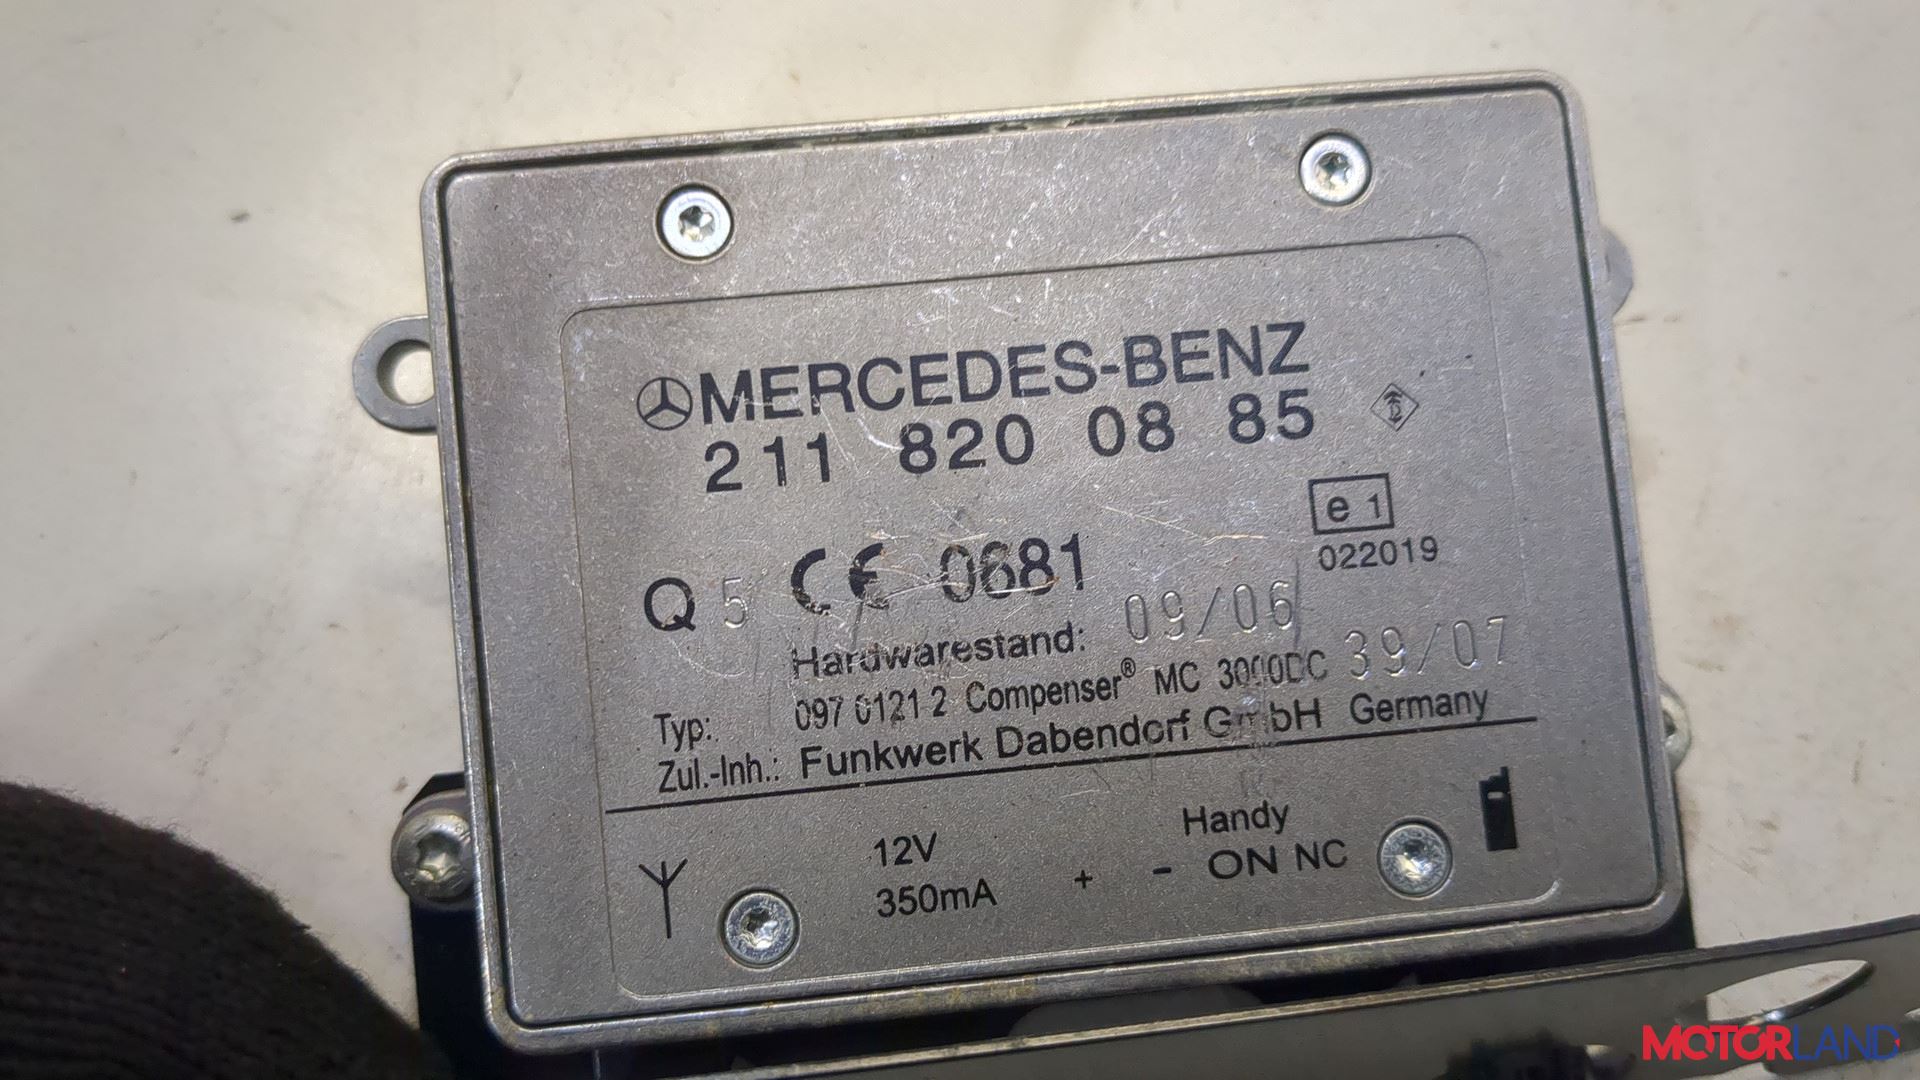 MERCEDES-BENZ
211 820 08 85
e 1
022019
Q 5 CE 0681
Hardwarestand: 09/06
Typ: 097 0121 2 Compenser® MC 3000DC 39/07
Zul.-Inh.: Funkwerk Dabendorf GmbH Germany
12V
350mA
+ -
Handy
ON NC
MOTORLAND